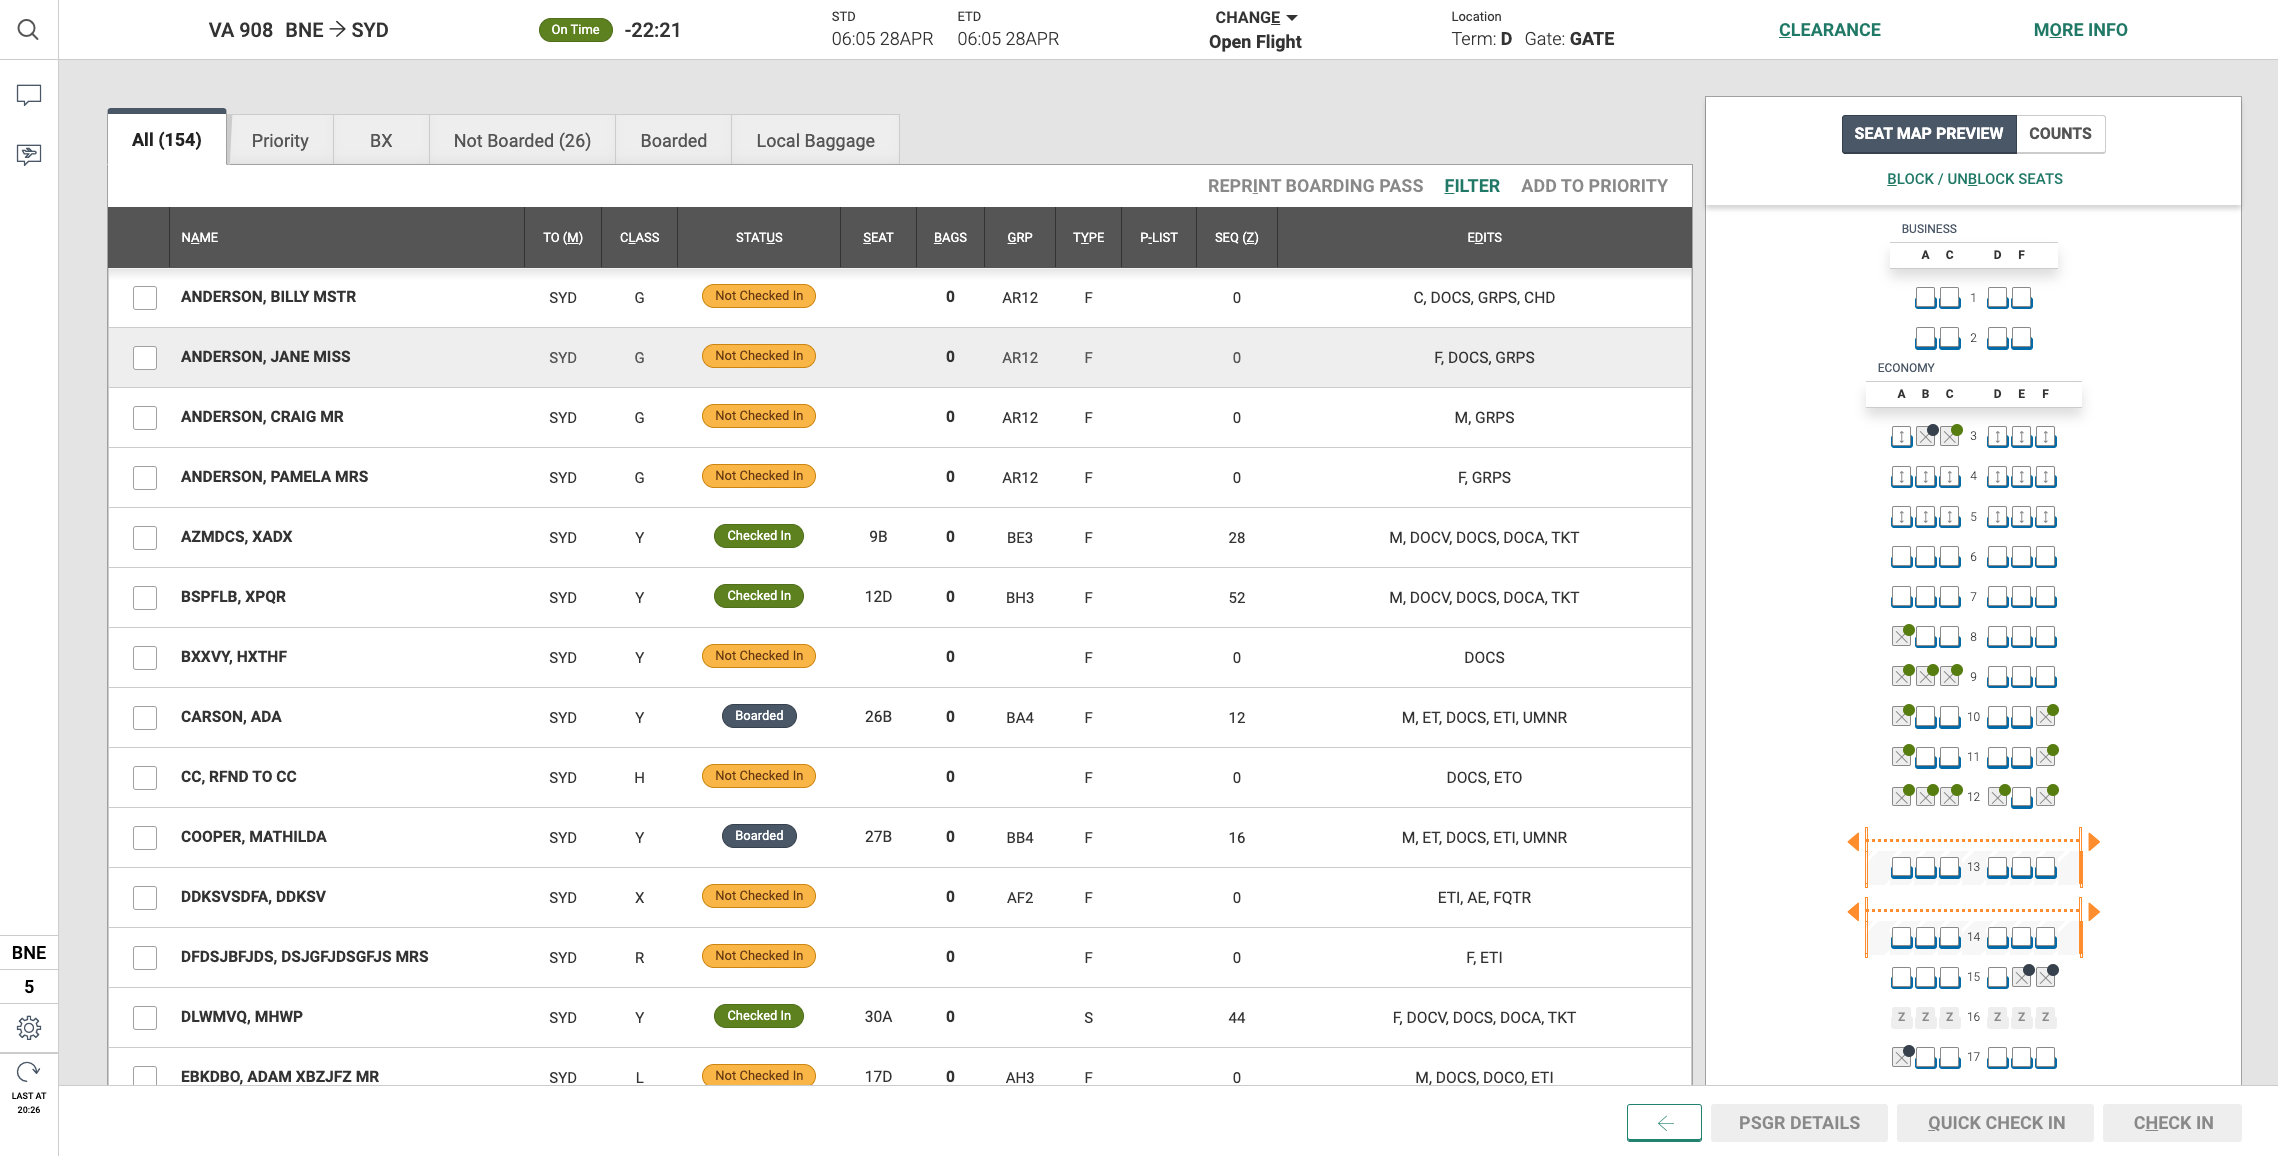 VA 908 BNE → SYD
On Time -22:21
STD
06:05 28APR
ETD
06:05 28APR
CHANGE
Open Flight
Location
Term: D Gate: GATE
CLEARANCE
MORE INFO
All (154) Priority BX Not Boarded (26) Boarded Local Baggage
REPRINT BOARDING PASS FILTER ADD TO PRIORITY
NAME TO (M) CLASS STATUS SEAT BAGS GRP TYPE P-LIST SEQ (Z) EDITS
ANDERSON, BILLY MSTR SYD G Not Checked In 0 AR12 F 0 C, DOCS, GRPS, CHD
ANDERSON, JANE MISS SYD G Not Checked In 0 AR12 F 0 F, DOCS, GRPS
ANDERSON, CRAIG MR SYD G Not Checked In 0 AR12 F 0 M, GRPS
ANDERSON, PAMELA MRS SYD G Not Checked In 0 AR12 F 0 F, GRPS
AZMDCS, XADX SYD Y Checked In 9B 0 BE3 F 28 M, DOCV, DOCS, DOCA, TKT
BSPFLB, XPQR SYD Y Checked In 12D 0 BH3 F 52 M, DOCV, DOCS, DOCA, TKT
BXXVY, HXTHF SYD Y Not Checked In 0 F 0 DOCS
CARSON, ADA SYD Y Boarded 26B 0 BA4 F 12 M, ET, DOCS, ETI, UMNR
CC, RFND TO CC SYD H Not Checked In 0 F 0 DOCS, ETO
COOPER, MATHILDA SYD Y Boarded 27B 0 BB4 F 16 M, ET, DOCS, ETI, UMNR
DDKSVSDFA, DDKSV SYD X Not Checked In 0 AF2 F 0 ETI, AE, FQTR
DFDSJBFJDS, DSJGFJDSGFJS MRS SYD R Not Checked In 0 F 0 F, ETI
DLWMVQ, MHWP SYD Y Checked In 30A 0 S 44 F, DOCV, DOCS, DOCA, TKT
EBKDBO, ADAM XBZJFZ MR SYD L Not Checked In 17D 0 AH3 F 0 M, DOCS, DOCO, ETI
SEAT MAP PREVIEW COUNTS
BLOCK / UNBLOCK SEATS
BUSINESS
A C D F
1
2
ECONOMY
A B C D E F
3
4
5
6
7
8
9
10
11
12
13
14
15
Z Z Z 16 Z Z Z
17
BNE
5
LAST AT
20:26
PSGR DETAILS QUICK CHECK IN CHECK IN